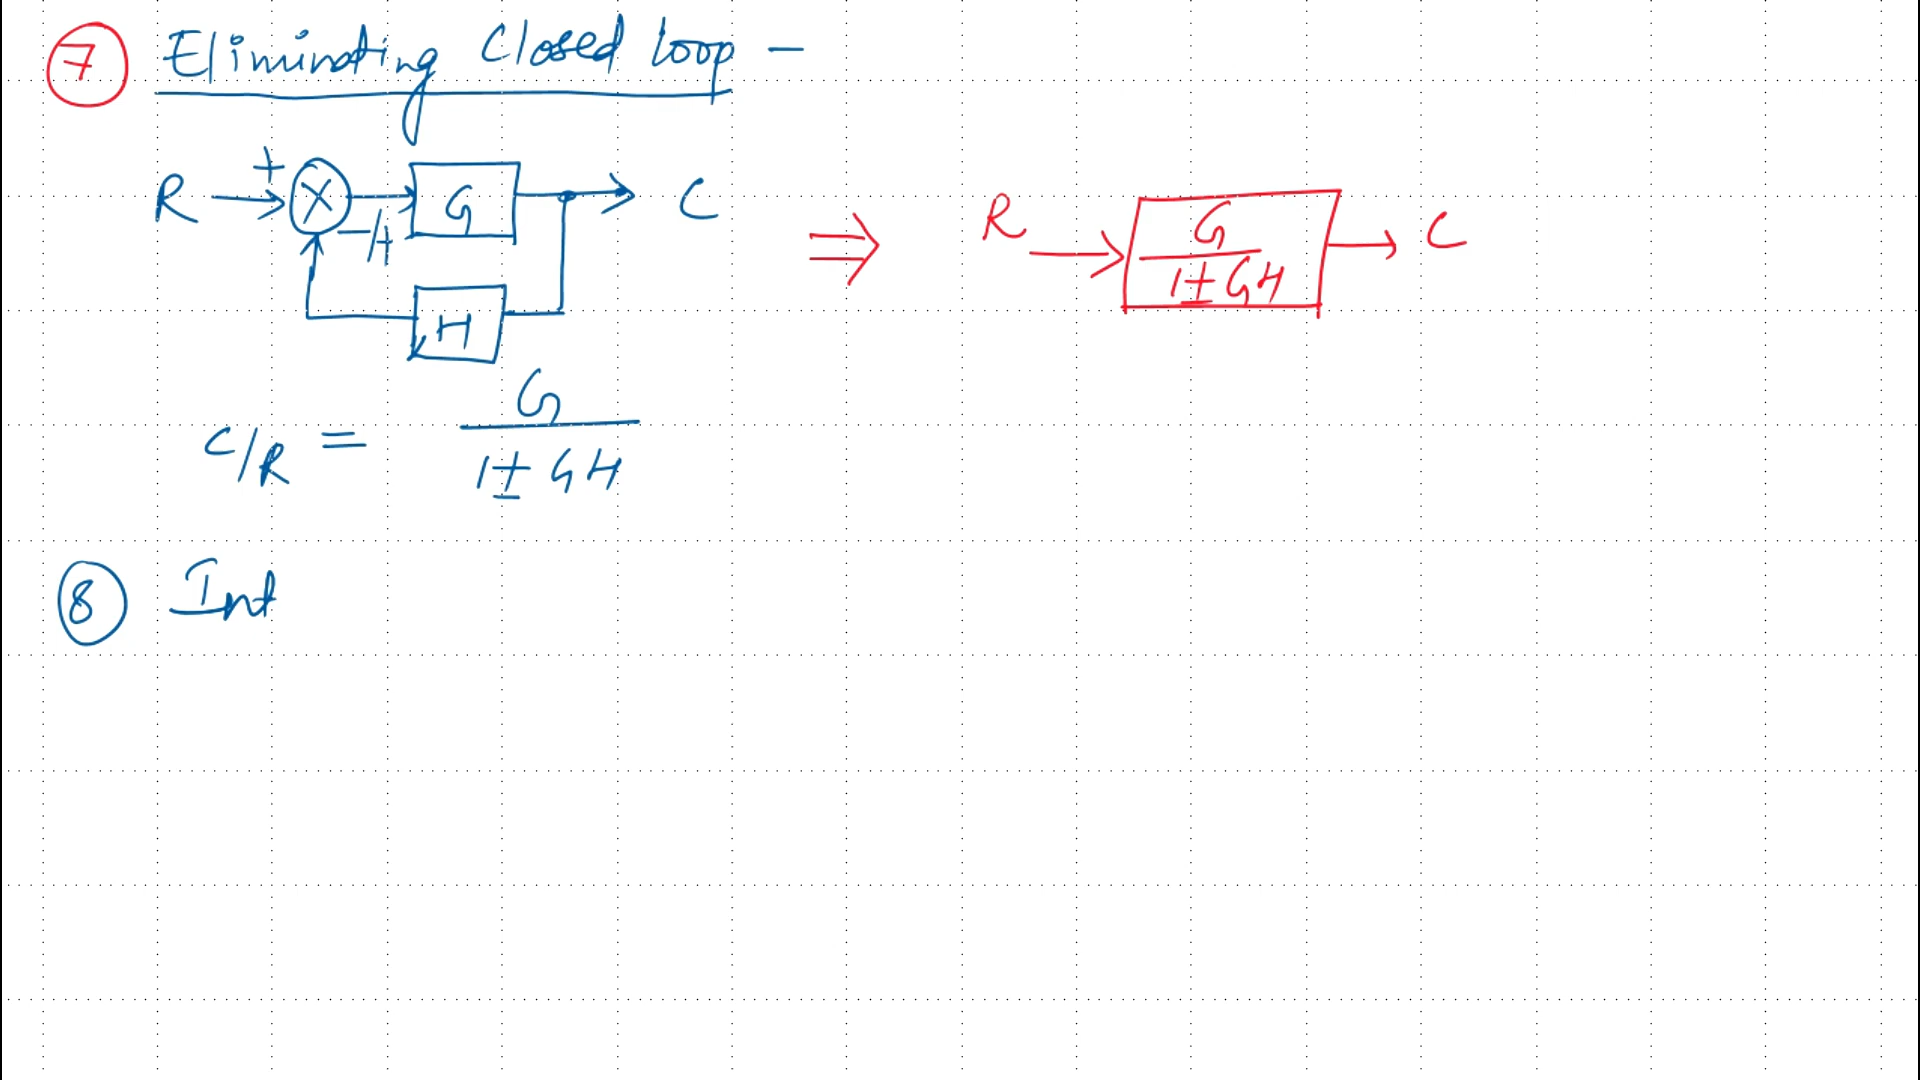 7 Eliminating Closed loop -
R + X -/+ G C
H
⇒ R G/1±GH C
C/R = G/1±GH
8 Int